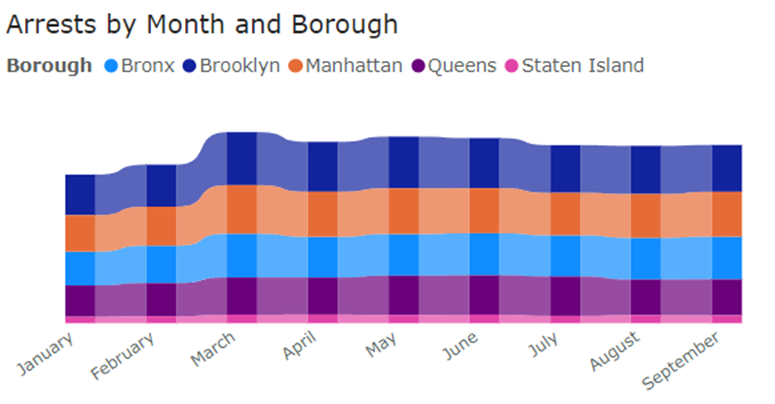 Arrests by Month and Borough
Borough Bronx Brooklyn Manhattan Queens Staten Island
January February March April May June July August September